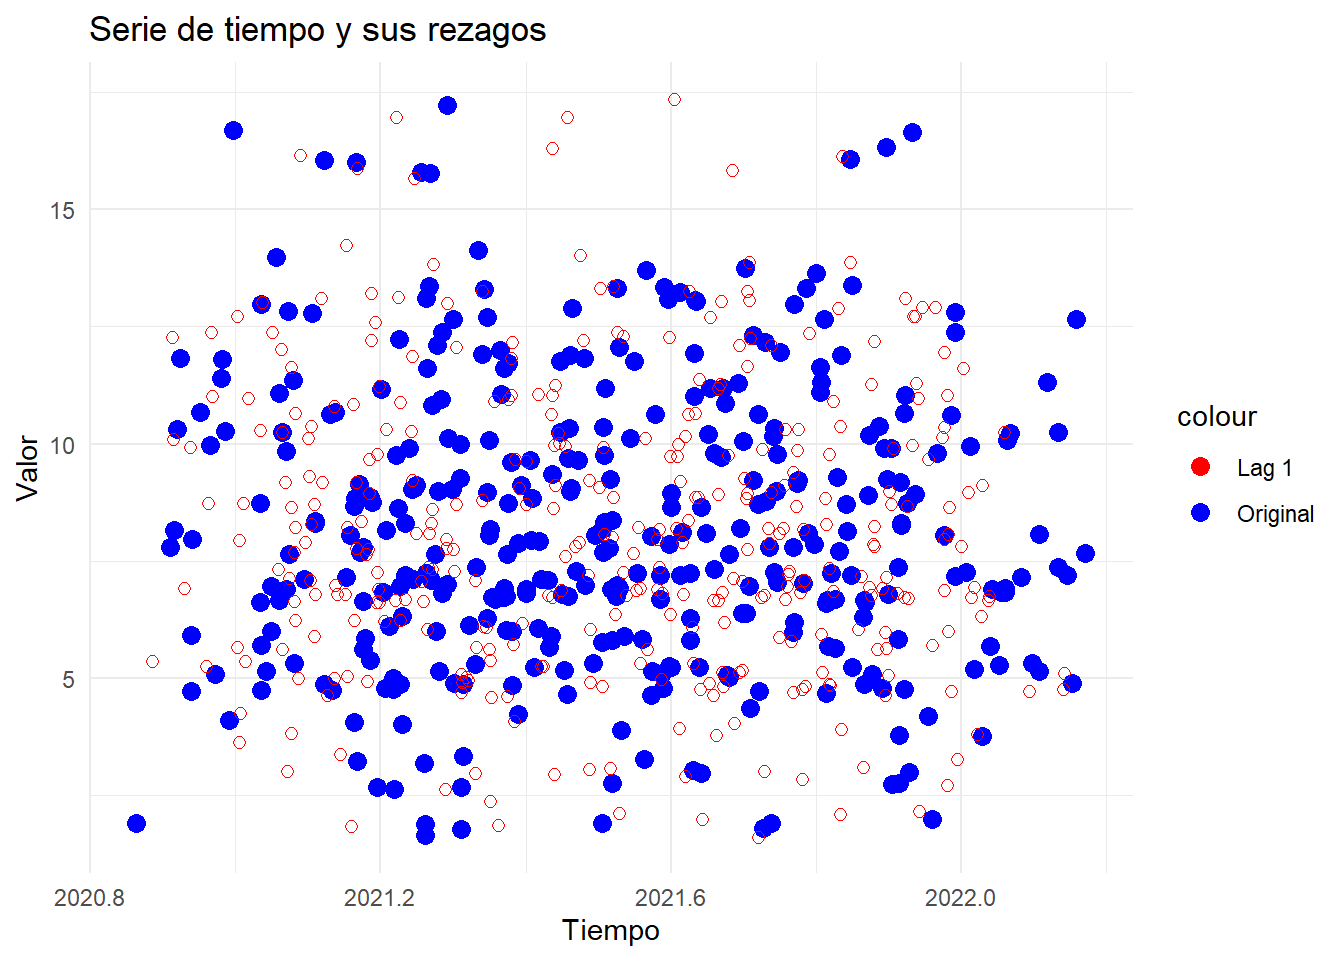 Serie de tiempo y sus rezagos
Valor
15
10
5
2020.8
2021.2
2021.6
2022.0
Tiempo
colour
Lag 1
Original